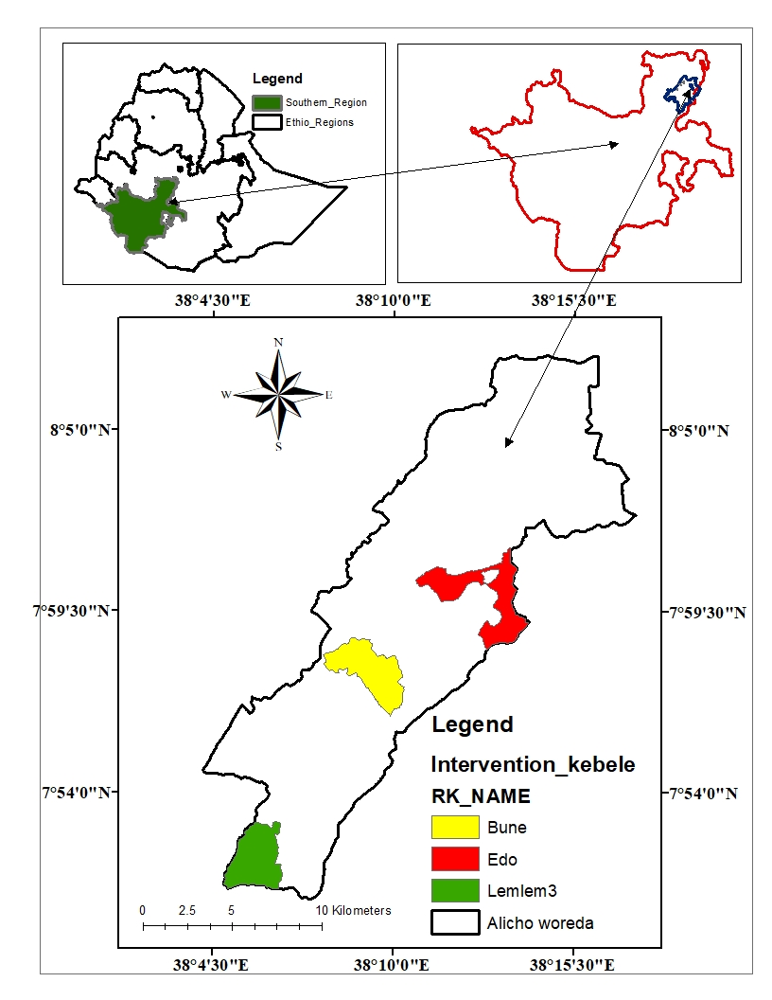 Legend
Southern_Region
Ethio_Regions
38°4'30"E
38°10'0"E
38°15'30"E
N
W
E
S
8°5'0"N
8°5'0"N
7°59'30"N
7°59'30"N
7°54'0"N
7°54'0"N
Legend
Intervention_kebele
RK_NAME
Bune
Edo
Lemlem3
Alicho woreda
0 2.5 5 10 Kilometers
38°4'30"E
38°10'0"E
38°15'30"E